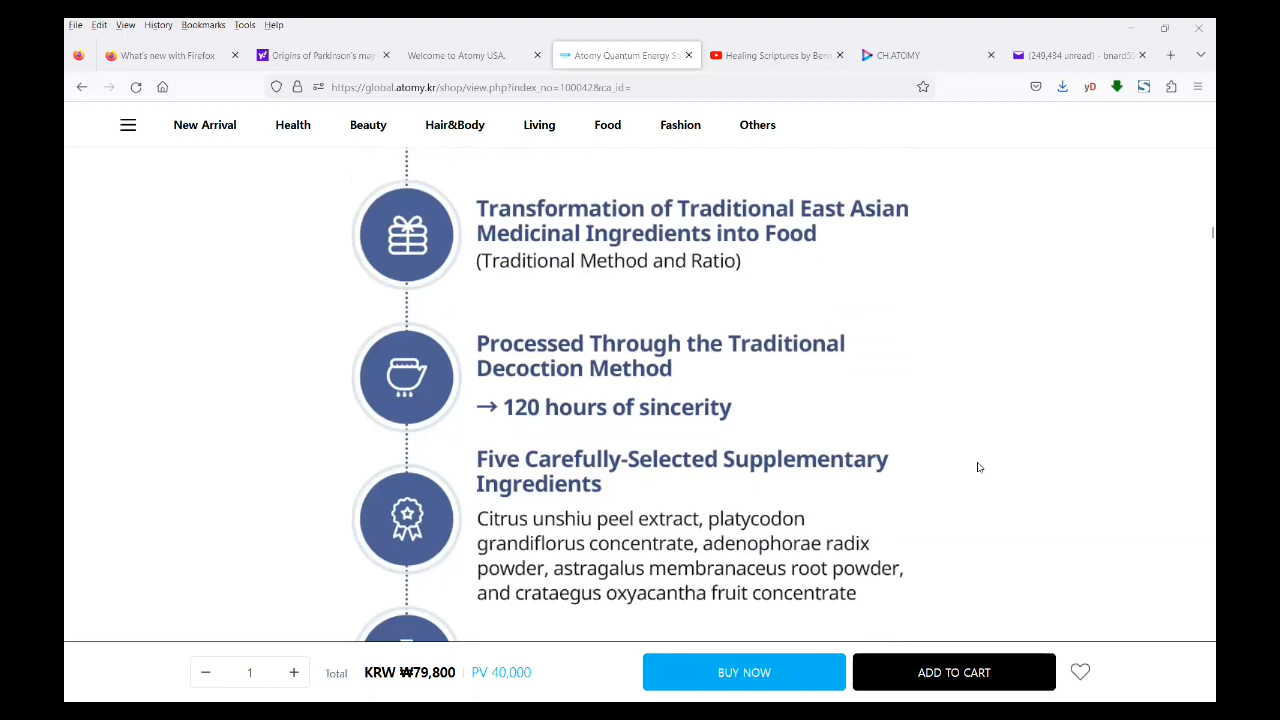 File Edit View History Bookmarks Tools Help
What's new with Firefox
Origins of Parkinson's may
Welcome to Atomy USA.
Atomy Quantum Energy S
Healing Scriptures by Benn
CH.ATOMY
(249,434 unread) - bnard5
https://global.atomy.kr/shop/view.php?index_no=100042&ca_id=
yD
New Arrival Health Beauty Hair&Body Living Food Fashion Others
Transformation of Traditional East Asian
Medicinal Ingredients into Food
(Traditional Method and Ratio)
Processed Through the Traditional
Decoction Method
→ 120 hours of sincerity
Five Carefully-Selected Supplementary
Ingredients
Citrus unshiu peel extract, platycodon
grandiflorus concentrate, adenophorae radix
powder, astragalus membranaceus root powder,
and crataegus oxyacantha fruit concentrate
− 1 + Total KRW ₩79,800 | PV 40,000 BUY NOW ADD TO CART